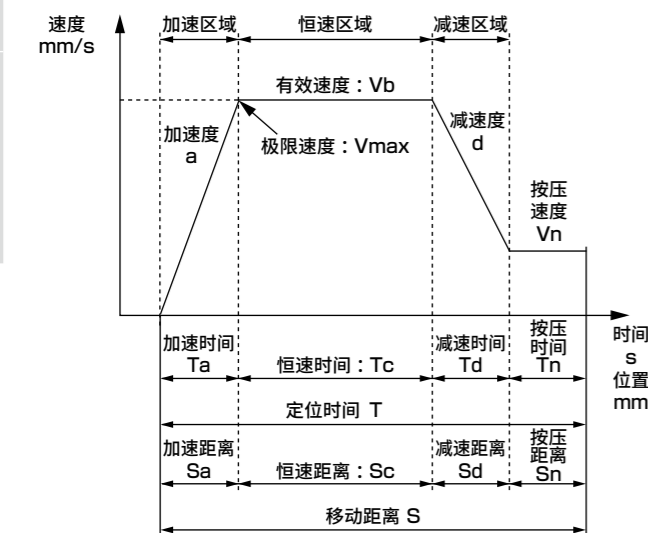 速度
mm/s
加速区域
恒速区域
减速区域
有效速度：Vb
加速度
a
极限速度：Vmax
减速度
d
按压
速度
Vn
加速时间
Ta
恒速时间：Tc
减速时间
Td
按压
时间
Tn
时间
s
位置
mm
定位时间 T
加速距离
Sa
恒速距离：Sc
减速距离
Sd
按压
距离
Sn
移动距离 S